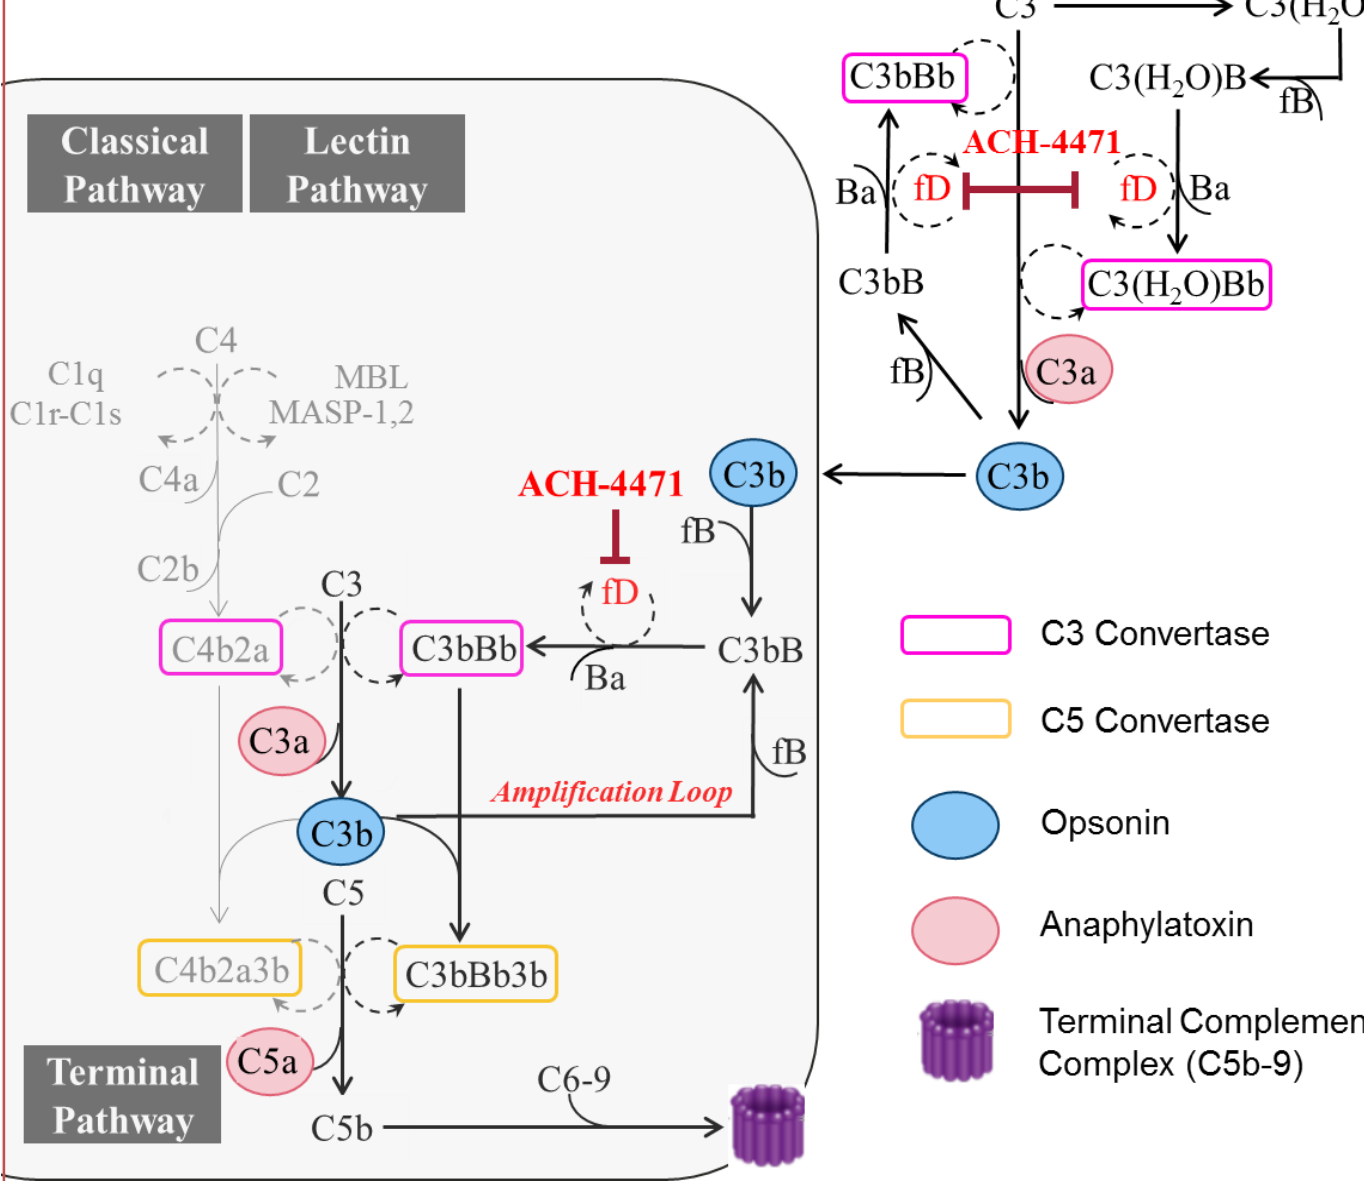 C3
C3(H₂O
C3bBb
C3(H₂O)B
fB
Classical
Pathway
Lectin
Pathway
ACH-4471
Ba
fD
fD
Ba
C3bB
C3(H₂O)Bb
C4
C1q
C1r-C1s
MBL
MASP-1,2
fB
C3a
C4a
C2
ACH-4471
C3b
C3b
fB
C2b
C3
fD
C4b2a
C3bBb
C3bB
Ba
C3 Convertase
C3a
fB
C5 Convertase
Amplification Loop
C3b
Opsonin
C5
Anaphylatoxin
C4b2a3b
C3bBb3b
Terminal Complemen
Complex (C5b-9)
Terminal
Pathway
C5a
C6-9
C5b